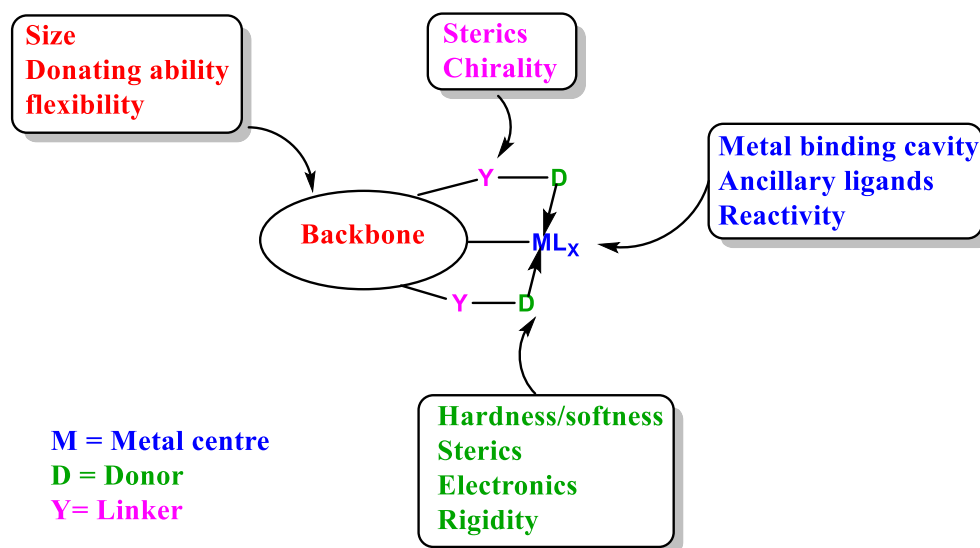 Size
Donating ability
flexibility
Sterics
Chirality
Metal binding cavity
Ancillary ligands
Reactivity
Y
D
Backbone
MLX
Y
D
Hardness/softness
Sterics
Electronics
Rigidity
M = Metal centre
D = Donor
Y= Linker